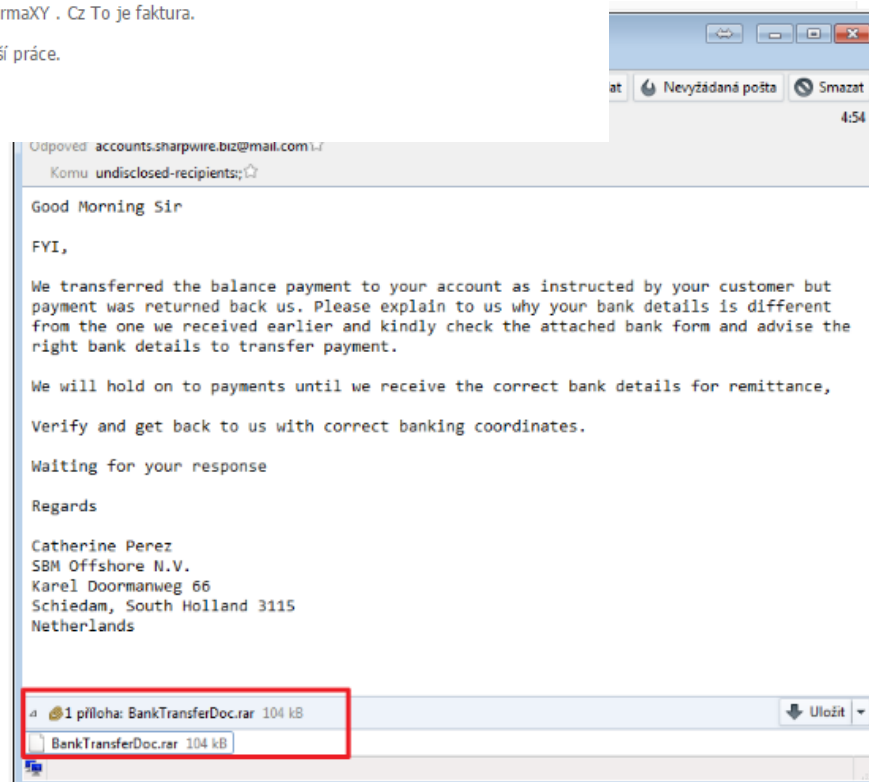 rmaXY . Cz To je faktura.
ší práce.
at Nevyžádaná pošta Smazat
4:54
Odpověď accounts.sharpwire.biz@mail.com
Komu undisclosed-recipients:;
Good Morning Sir
FYI,
We transferred the balance payment to your account as instructed by your customer but
payment was returned back us. Please explain to us why your bank details is different
from the one we received earlier and kindly check the attached bank form and advise the
right bank details to transfer payment.
We will hold on to payments until we receive the correct bank details for remittance,
Verify and get back to us with correct banking coordinates.
Waiting for your response
Regards
Catherine Perez
SBM Offshore N.V.
Karel Doormanweg 66
Schiedam, South Holland 3115
Netherlands
1 příloha: BankTransferDoc.rar 104 kB
Uložit
BankTransferDoc.rar 104 kB